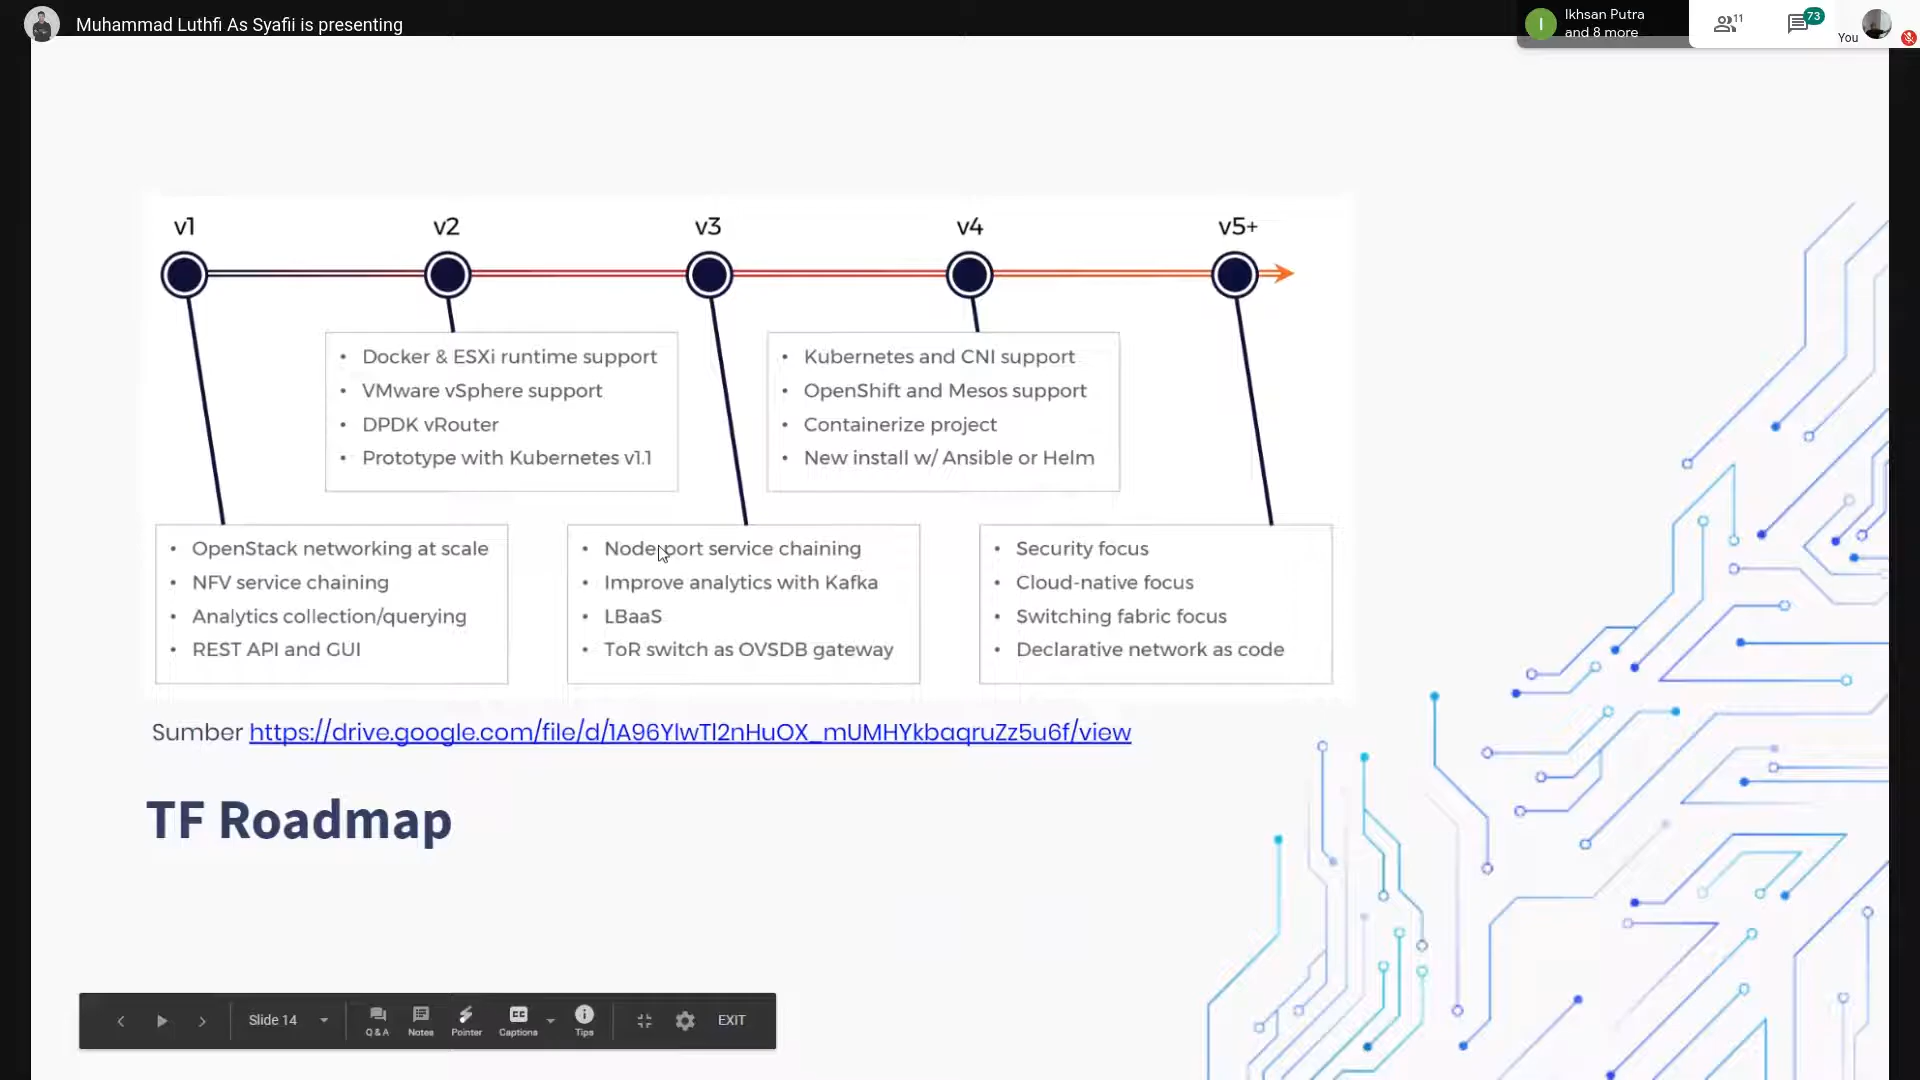 Muhammad Luthfi As Syafii is presenting
Ikhsan Putra
and 8 more
11
73
You
I
v1
v2
v3
v4
v5+
• Docker & ESXi runtime support
• VMware vSphere support
• DPDK vRouter
• Prototype with Kubernetes v1.1
• Kubernetes and CNI support
• OpenShift and Mesos support
• Containerize project
• New install w/ Ansible or Helm
• OpenStack networking at scale
• NFV service chaining
• Analytics collection/querying
• REST API and GUI
• Node port service chaining
• Improve analytics with Kafka
• LBaaS
• ToR switch as OVSDB gateway
• Security focus
• Cloud-native focus
• Switching fabric focus
• Declarative network as code
Sumber https://drive.google.com/file/d/1A96YlwTl2nHuOX_mUMHYkbaqruZz5u6f/view
TF Roadmap
Slide 14
Q & A
Notes
Pointer
CC
Captions
Tips
EXIT